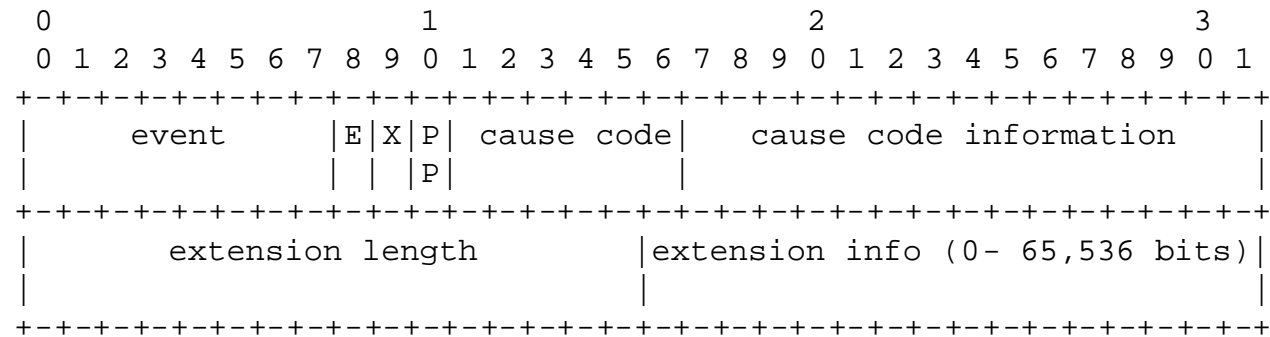 0                   1                   2                   3
 0 1 2 3 4 5 6 7 8 9 0 1 2 3 4 5 6 7 8 9 0 1 2 3 4 5 6 7 8 9 0 1
+-+-+-+-+-+-+-+-+-+-+-+-+-+-+-+-+-+-+-+-+-+-+-+-+-+-+-+-+-+-+-+-+
|     event     |E|X|P| cause code|   cause code information    |
|               | | |P|           |                             |
+-+-+-+-+-+-+-+-+-+-+-+-+-+-+-+-+-+-+-+-+-+-+-+-+-+-+-+-+-+-+-+-+
|       extension length        |extension info (0- 65,536 bits)|
|                               |                               |
+-+-+-+-+-+-+-+-+-+-+-+-+-+-+-+-+-+-+-+-+-+-+-+-+-+-+-+-+-+-+-+-+